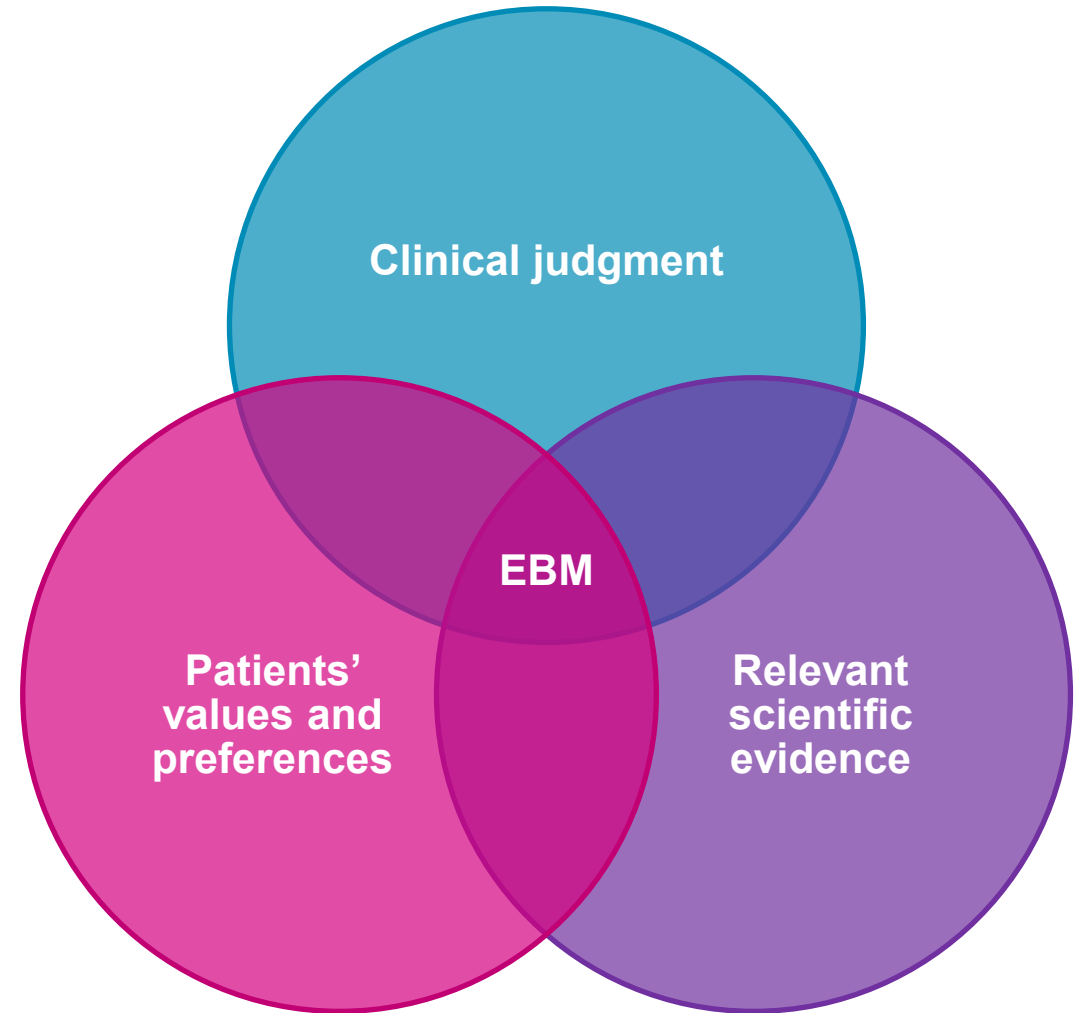 Clinical judgment
EBM
Patients’
values and
preferences
Relevant
scientific
evidence